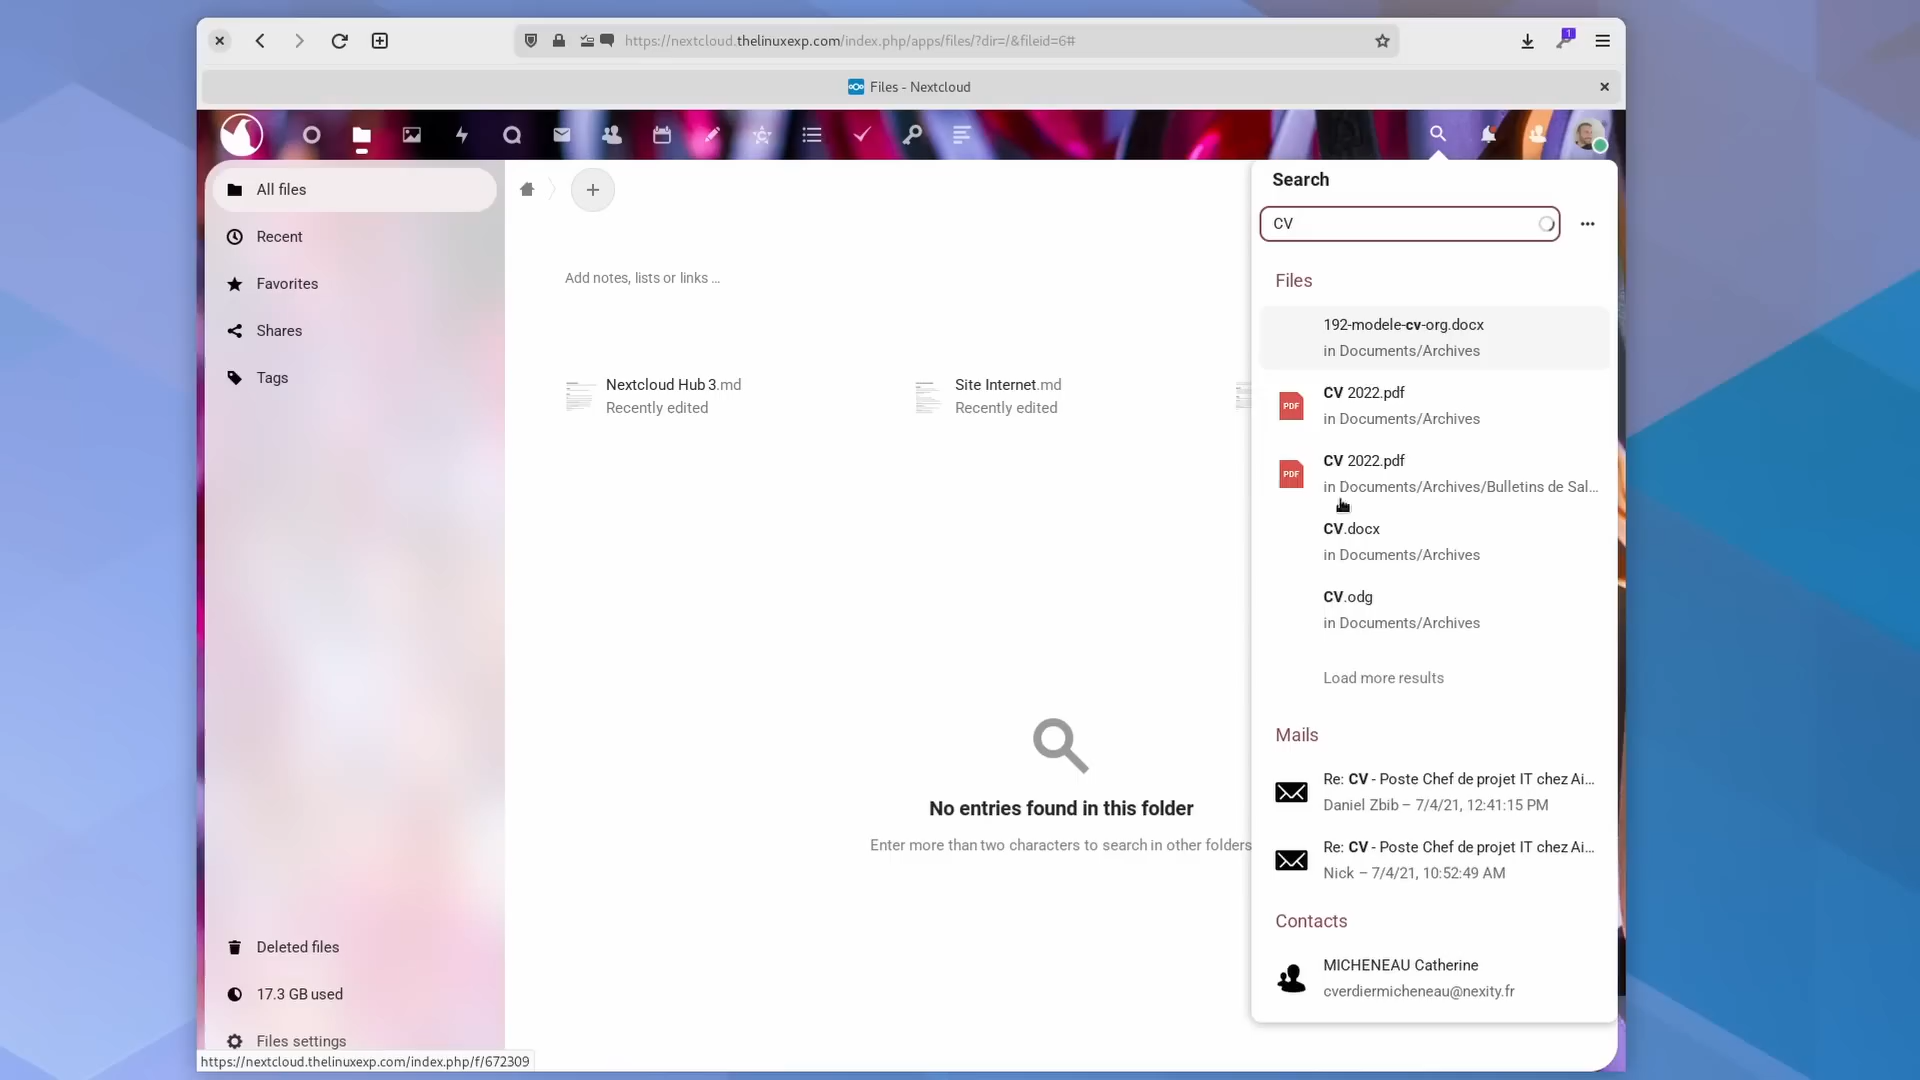 https://nextcloud.thelinuxexp.com/index.php/apps/files/?dir=/&fileid=6#
1
Files - Nextcloud
All files
Recent
Favorites
Shares
Tags
Add notes, lists or links ...
Nextcloud Hub 3.md
Recently edited
Site Internet.md
Recently edited
No entries found in this folder
Enter more than two characters to search in other folders
Search
CV
Files
192-modele-cv-org.docx
in Documents/Archives
PDF
CV 2022.pdf
in Documents/Archives
PDF
CV 2022.pdf
in Documents/Archives/Bulletins de Sal...
CV.docx
in Documents/Archives
CV.odg
in Documents/Archives
Load more results
Mails
Re: CV - Poste Chef de projet IT chez Ai...
Daniel Zbib – 7/4/21, 12:41:15 PM
Re: CV - Poste Chef de projet IT chez Ai...
Nick – 7/4/21, 10:52:49 AM
Contacts
MICHENEAU Catherine
cverdiermicheneau@nexity.fr
Deleted files
17.3 GB used
Files settings
https://nextcloud.thelinuxexp.com/index.php/f/672309